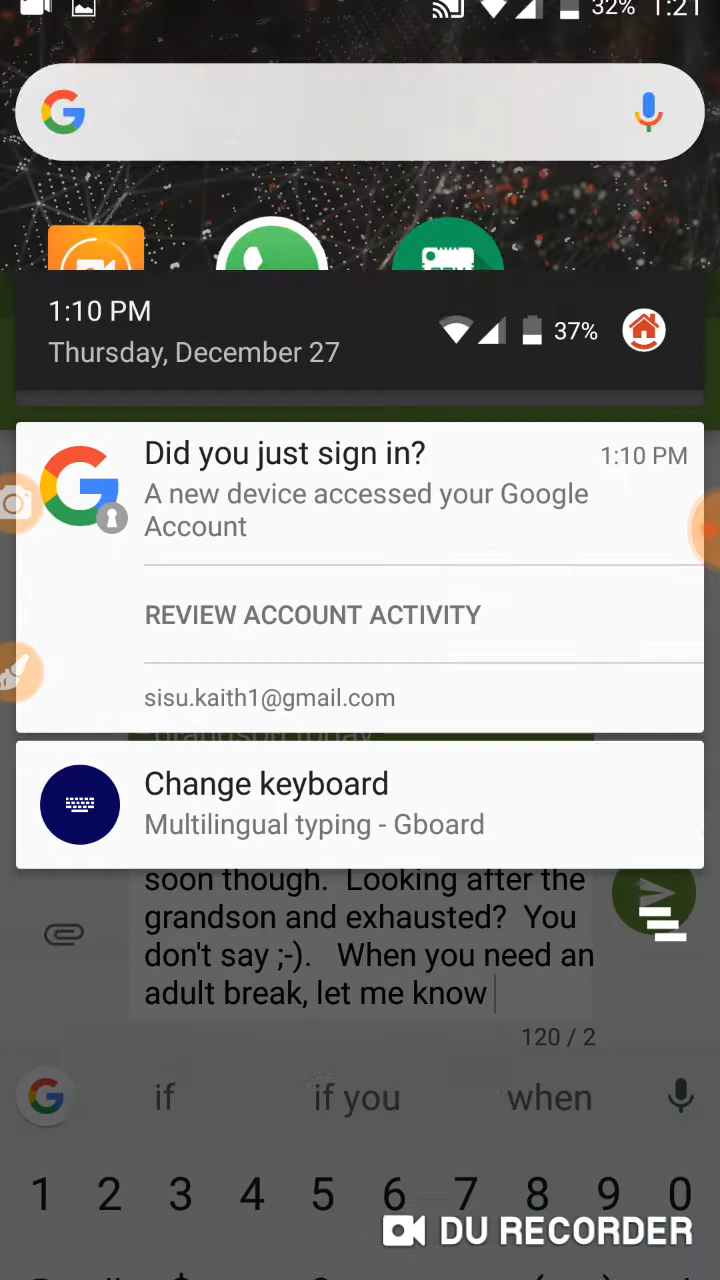 32% 1:21
1:10 PM
37%
Thursday, December 27
Did you just sign in?
1:10 PM
A new device accessed your Google
Account
REVIEW ACCOUNT ACTIVITY
sisu.kaith1@gmail.com
grandson today
Change keyboard
Multilingual typing - Gboard
soon though. Looking after the
grandson and exhausted? You
don't say ;-). When you need an
adult break, let me know
120 / 2
if if you when
1 2 3 4 5 6 7 8 9 0
DU RECORDER